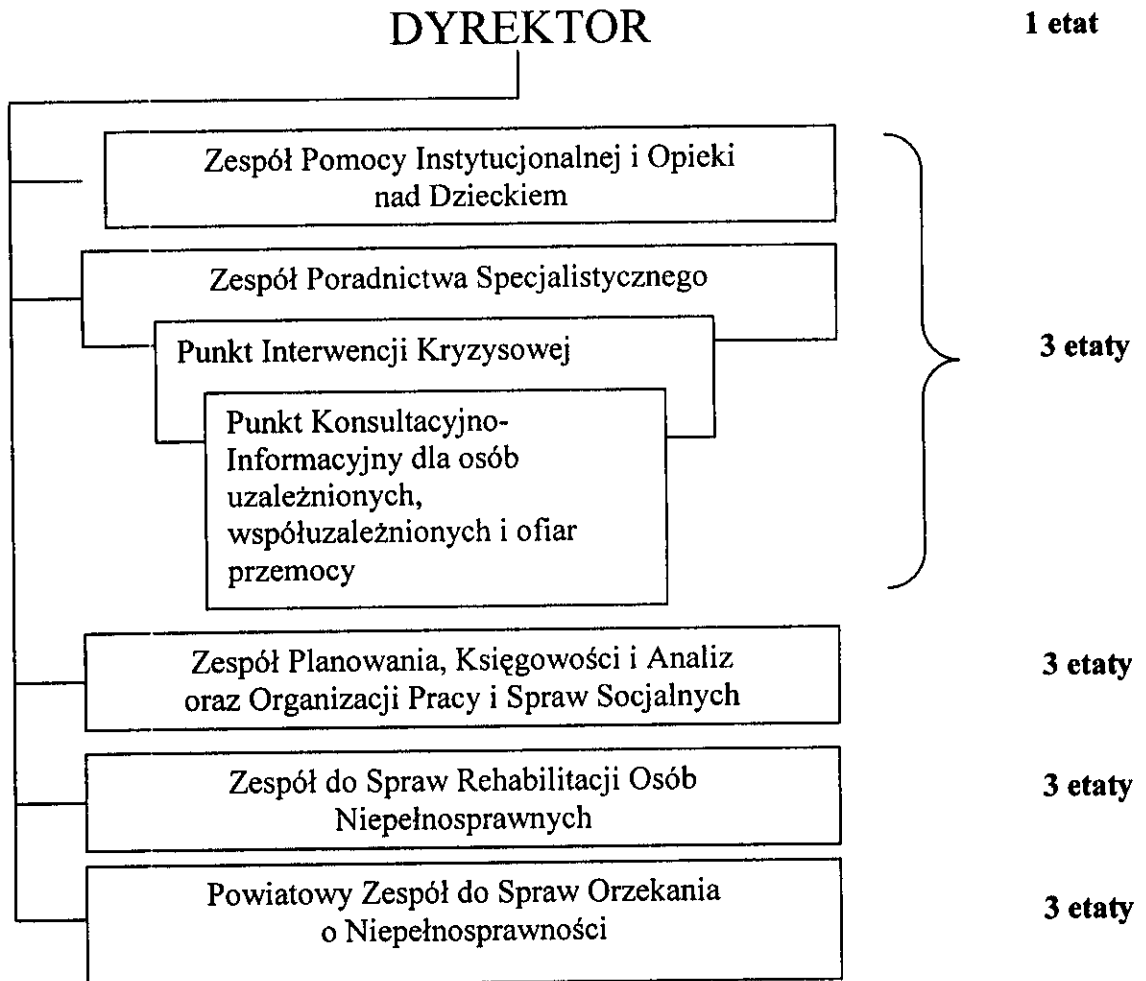 DYREKTOR
1 etat
Zespół Pomocy Instytucjonalnej i Opieki
nad Dzieckiem
Zespół Poradnictwa Specjalistycznego
Punkt Interwencji Kryzysowej
3 etaty
Punkt Konsultacyjno-
Informacyjny dla osób
uzależnionych,
współuzależnionych i ofiar
przemocy
Zespół Planowania, Księgowości i Analiz
oraz Organizacji Pracy i Spraw Socjalnych
3 etaty
Zespół do Spraw Rehabilitacji Osób
Niepełnosprawnych
3 etaty
Powiatowy Zespół do Spraw Orzekania
o Niepełnosprawności
3 etaty